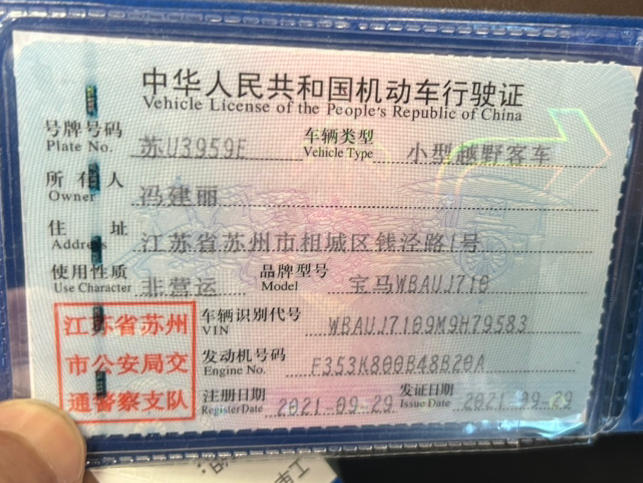 中华人民共和国机动车行驶证
Vehicle License of the People's Republic of China
号牌号码 苏U3959E 车辆类型 小型越野客车
Plate No. Vehicle Type
所有人 冯建丽
Owner
住址 江苏省苏州市相城区钱泾路1号
Address
使用性质 非营运 品牌型号 宝马WBAUJ710
Use Character Model
江苏省苏州
市公安局交
通警察支队
车辆识别代号 WBAUJ7109M9H79583
VIN
发动机号码 F353K800B48B20A
Engine No.
注册日期 2021-09-29 发证日期 2021-09-29
Register Date Issue Date